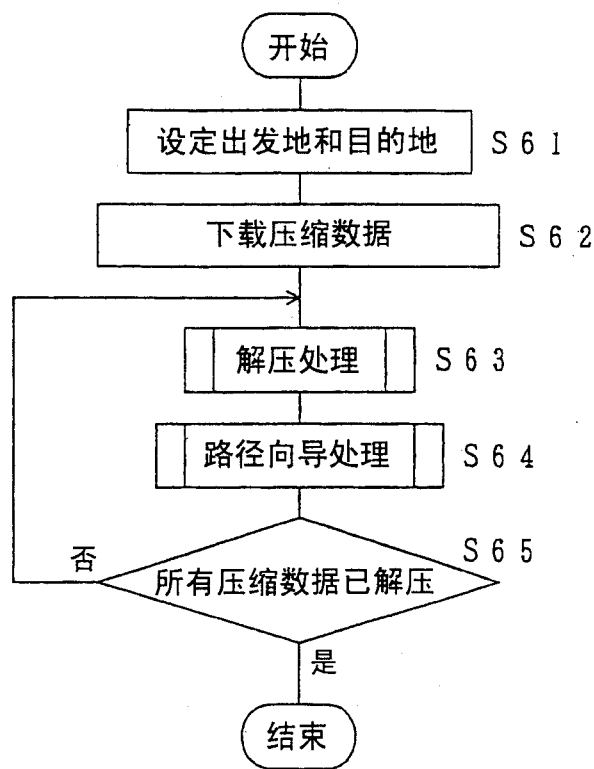 开始
设定出发地和目的地 S61
下载压缩数据 S62
解压处理 S63
路径向导处理 S64
S65
否
所有压缩数据已解压
是
结束